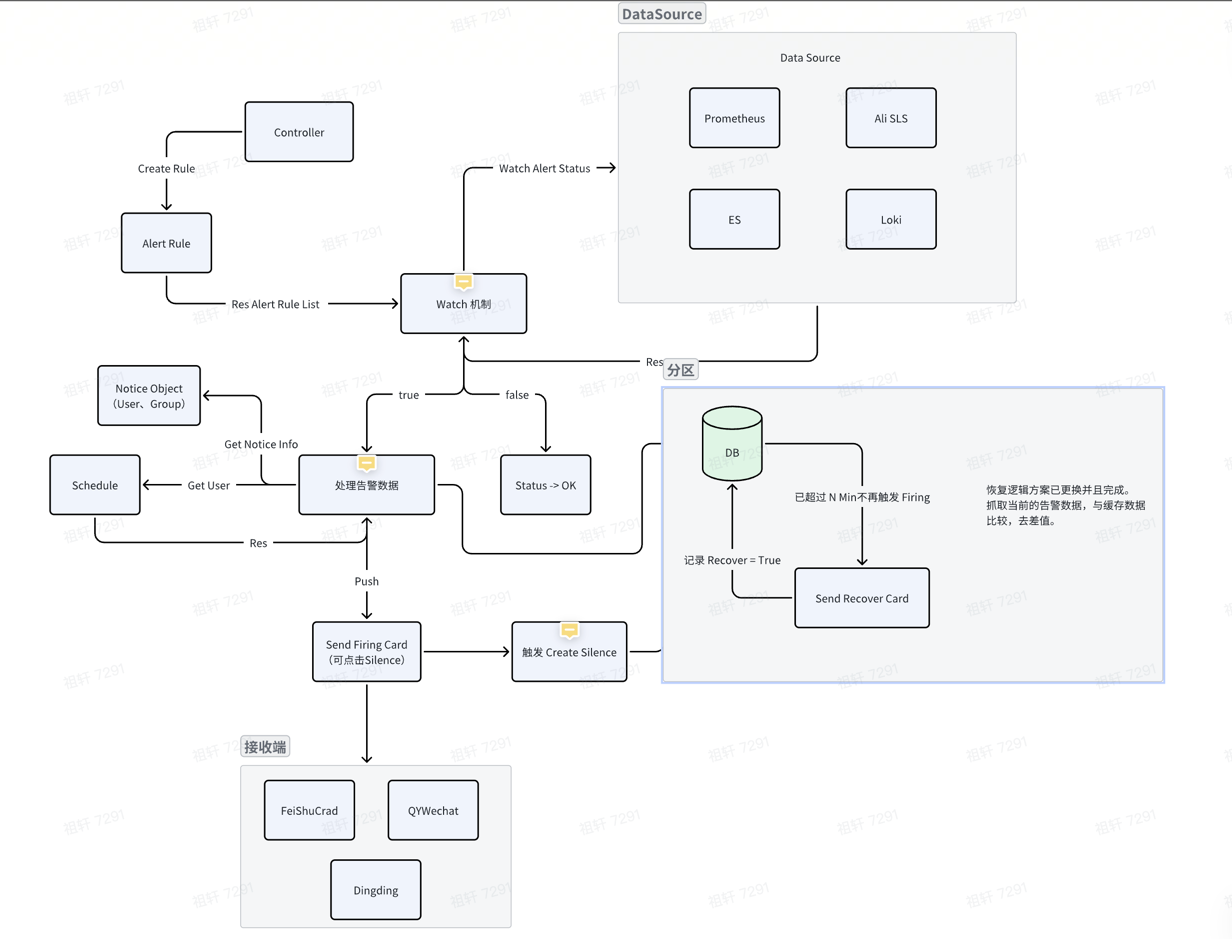 DataSource
Data Source
Prometheus
Ali SLS
ES
Loki
Controller
Create Rule
Alert Rule
Res Alert Rule List
Watch Alert Status
Watch 机制
Res
分区
true
false
Notice Object
（User、Group）
Get Notice Info
Schedule
Get User
处理告警数据
Status -> OK
Res
Push
DB
已超过 N Min不再触发 Firing
恢复逻辑方案已更换并且完成。
抓取当前的告警数据，与缓存数据
比较，去差值。
记录 Recover = True
Send Recover Card
Send Firing Card
（可点击Silence）
触发 Create Silence
接收端
FeiShuCrad
QYWechat
Dingding
祖轩 7291